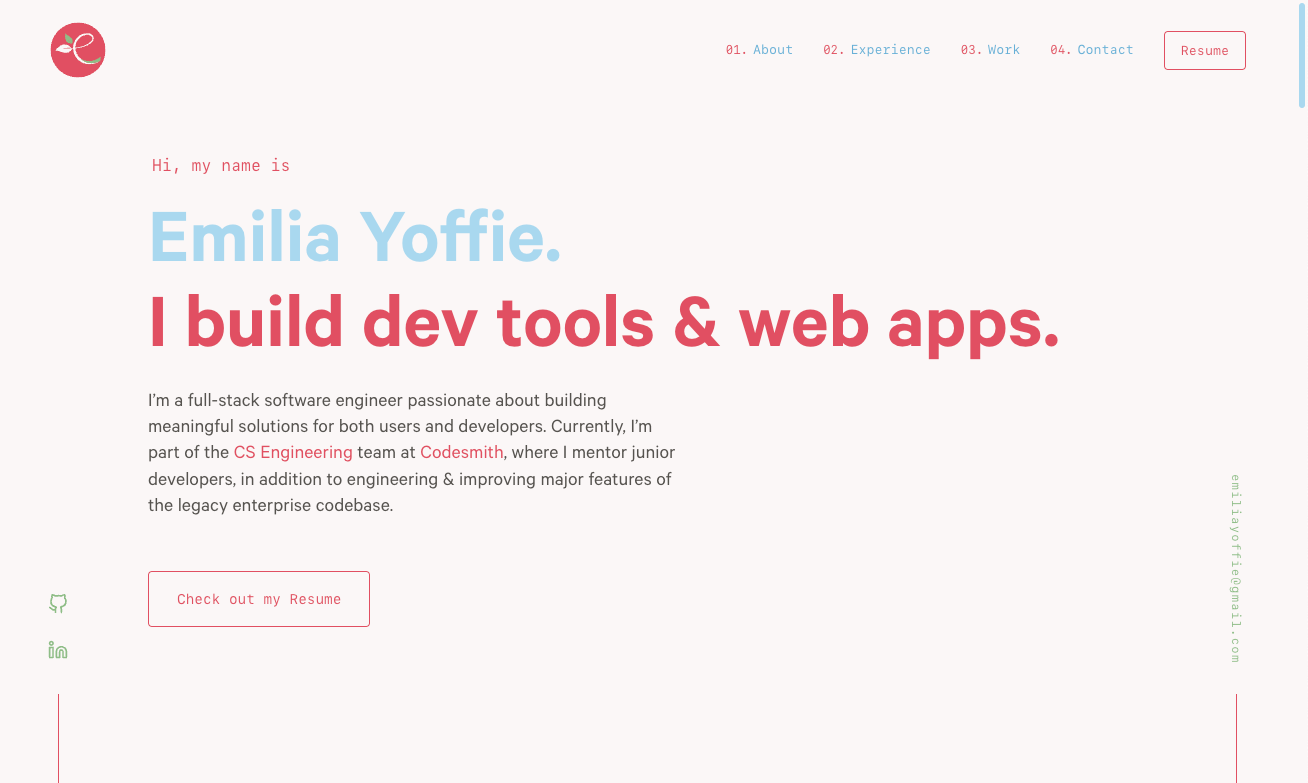 01. About 02. Experience 03. Work 04. Contact Resume
Hi, my name is
Emilia Yoffie.
I build dev tools & web apps.
I’m a full-stack software engineer passionate about building
meaningful solutions for both users and developers. Currently, I’m
part of the CS Engineering team at Codesmith, where I mentor junior
developers, in addition to engineering & improving major features of
the legacy enterprise codebase.
Check out my Resume
emiliayoffie@gmail.com
e
in